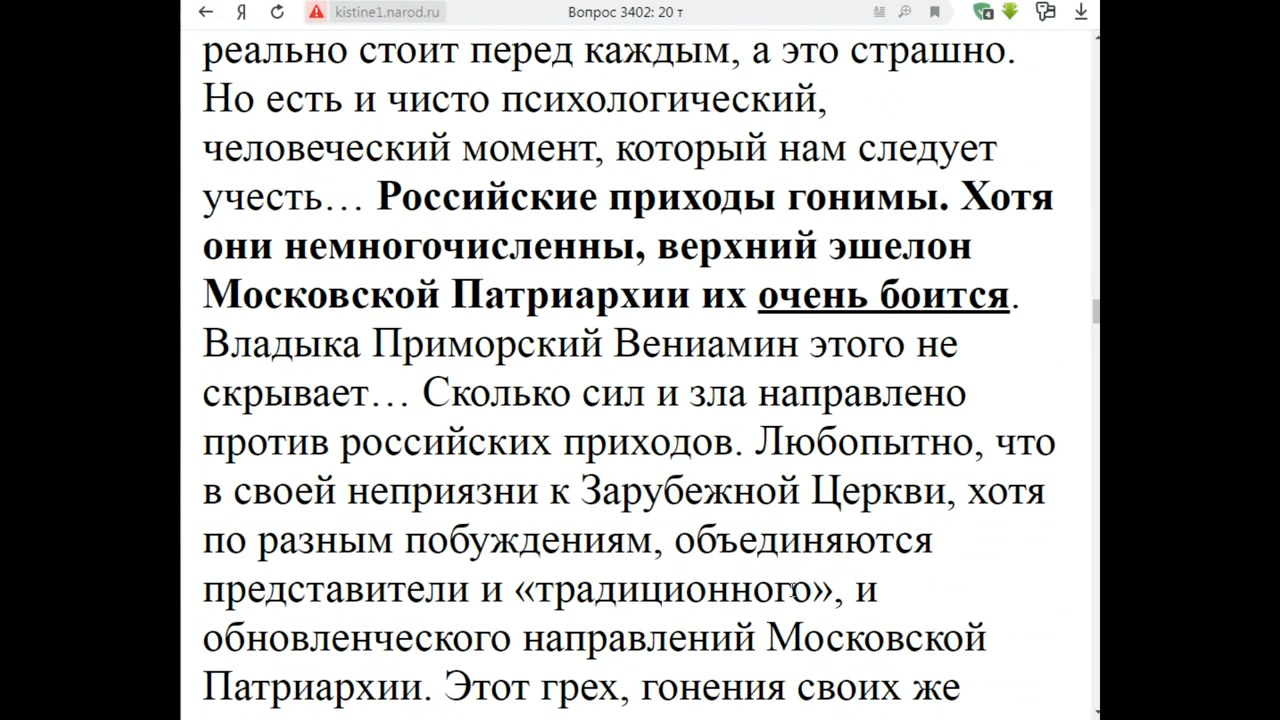 kistine1.narod.ru
Вопрос 3402: 20 т
4
реально стоит перед каждым, а это страшно.
Но есть и чисто психологический,
человеческий момент, который нам следует
учесть… Российские приходы гонимы. Хотя
они немногочисленны, верхний эшелон
Московской Патриархии их очень боится.
Владыка Приморский Вениамин этого не
скрывает… Сколько сил и зла направлено
против российских приходов. Любопытно, что
в своей неприязни к Зарубежной Церкви, хотя
по разным побуждениям, объединяются
представители и «традиционного», и
обновленческого направлений Московской
Патриархии. Этот грех, гонения своих же